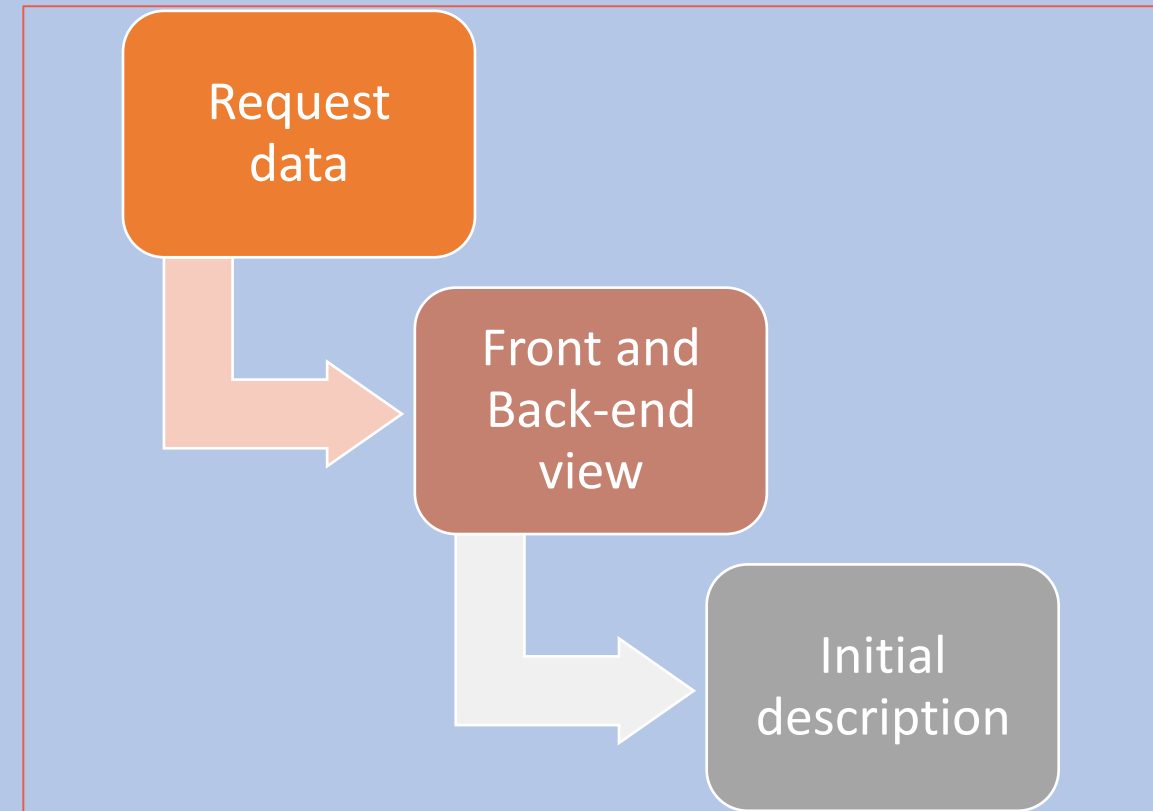 Request
data
Front and
Back-end
view
Initial
description